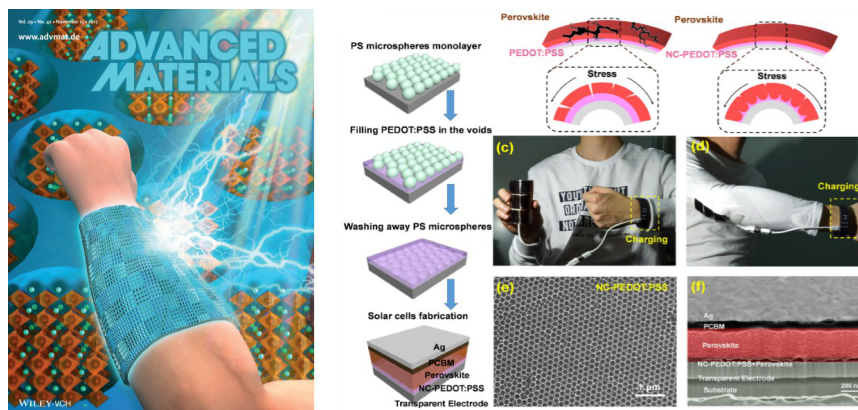 Vol. 29 • No. 42 • November 13 • 2017
www.advmat.de
ADVANCED
MATERIALS
WILEY-VCH
PS microspheres monolayer
Filling PEDOT:PSS in the voids
Washing away PS microspheres
Solar cells fabrication
Ag
PCBM
Perovskite
NC-PEDOT:PSS
Transparent Electrode
Perovskite
PEDOT:PSS
Stress
Perovskite
NC-PEDOT:PSS
Stress
(c)
Charging
(d)
Charging
(e)
NC-PEDOT:PSS
1 μm
(f)
Ag
PCBM
Perovskite
NC-PEDOT:PSS+Perovskite
Transparent Electrode
Substrate